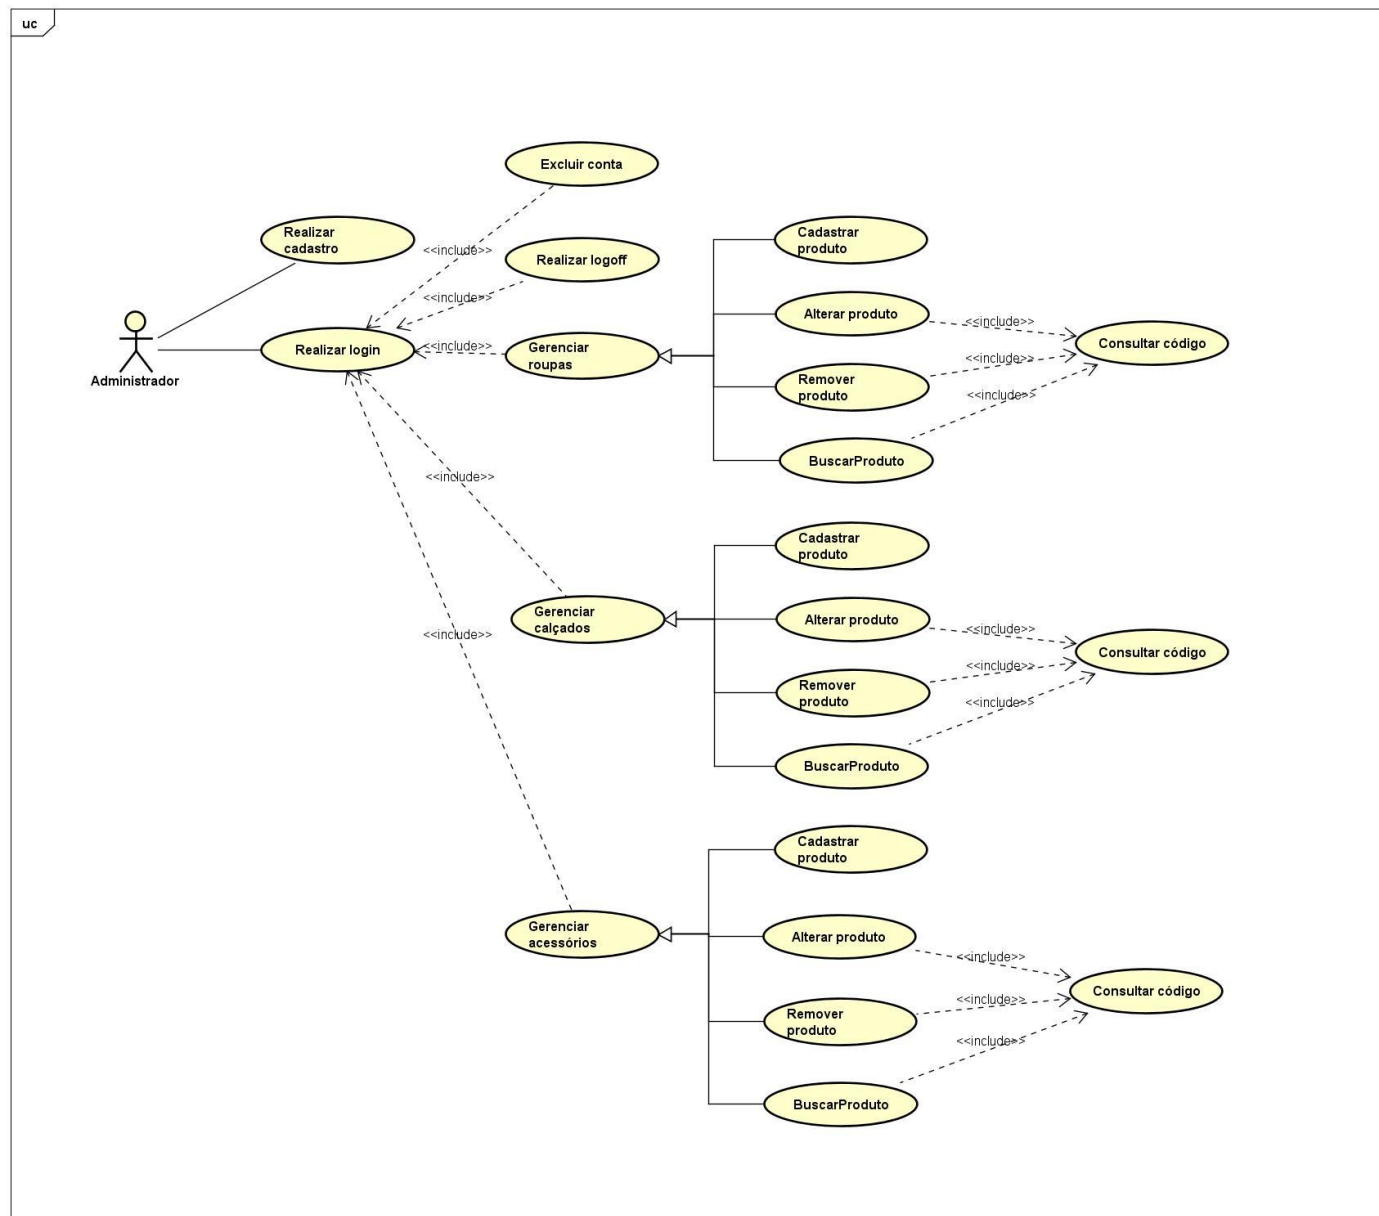 uc
Excluir conta
Realizar
cadastro
<<include>>
Realizar logoff
<<include>>
Administrador
Realizar login
<<include>>
Gerenciar
roupas
Cadastrar
produto
Alterar produto
<<include>>
Remover
produto
<<include>>
BuscarProduto
<<include>>
Consultar código
<<include>>
Gerenciar
calçados
Cadastrar
produto
Alterar produto
<<include>>
Remover
produto
<<include>>
BuscarProduto
<<include>>
Consultar código
<<include>>
Gerenciar
acessórios
Cadastrar
produto
Alterar produto
<<include>>
Remover
produto
<<include>>
BuscarProduto
<<include>>
Consultar código